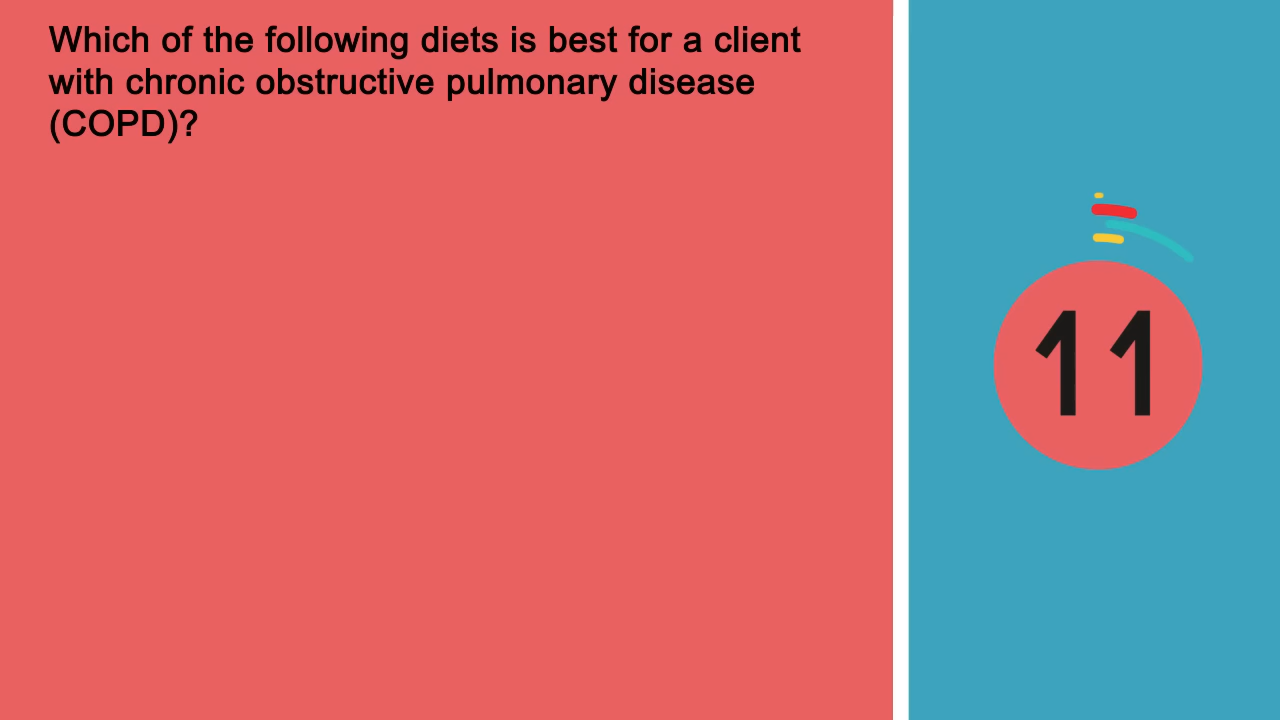 Which of the following diets is best for a client
with chronic obstructive pulmonary disease
(COPD)?
11